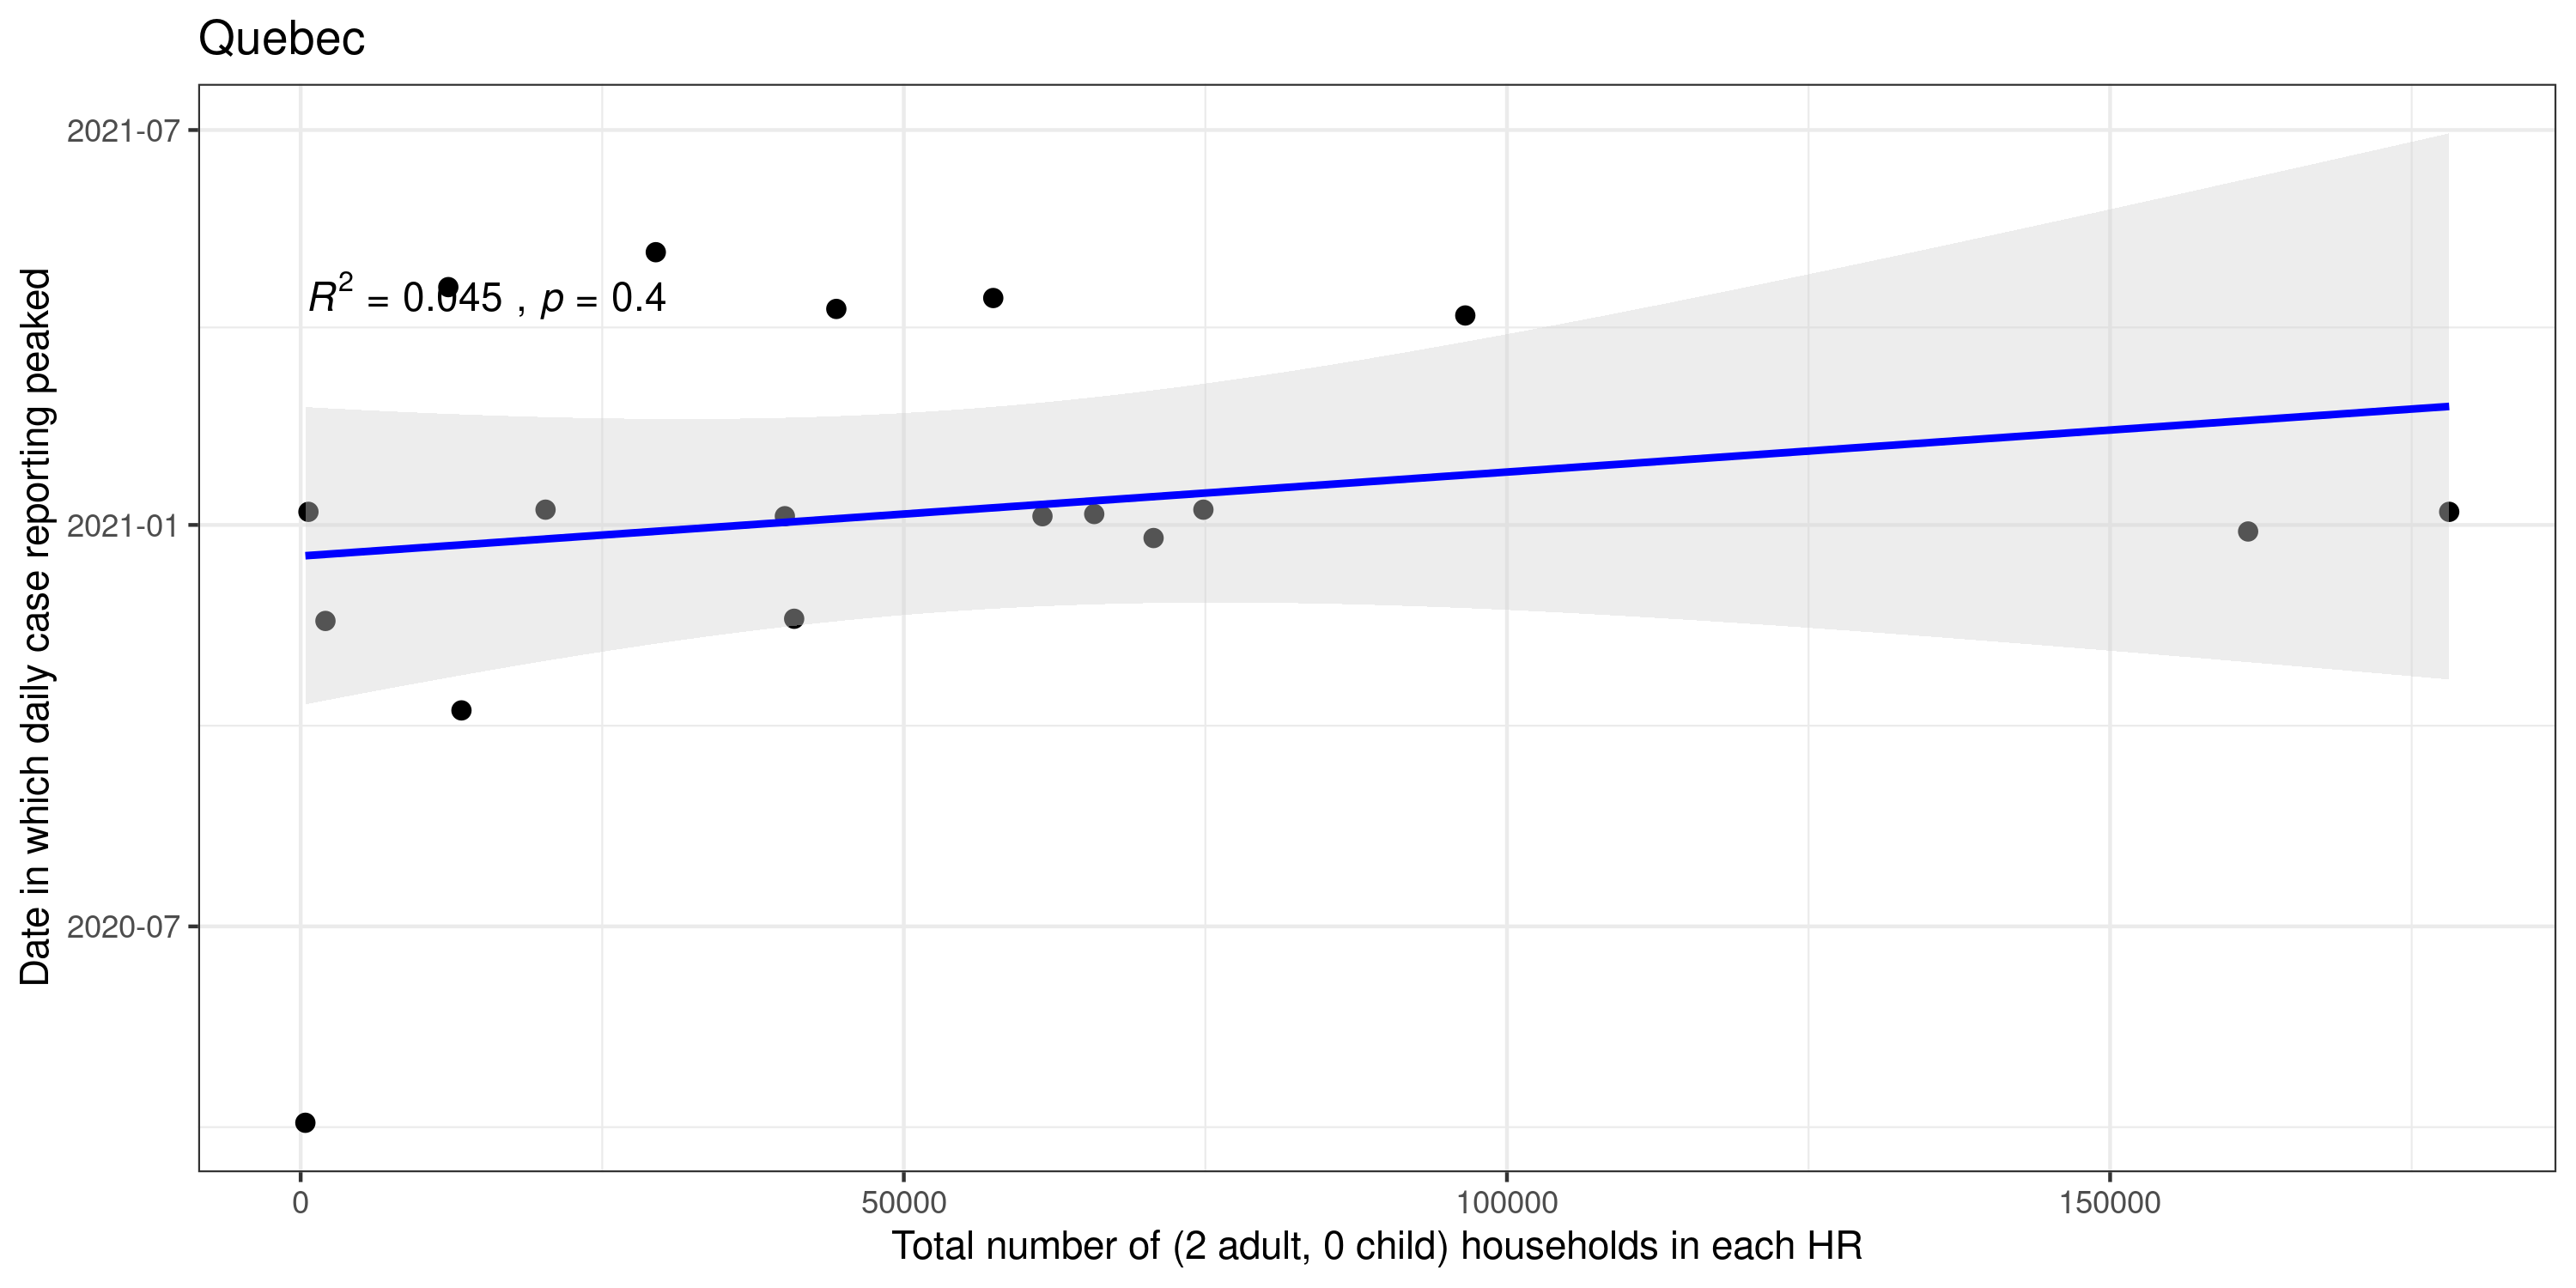 Quebec
2021-07
2021-01
2020-07
Date in which daily case reporting peaked
R² = 0.045 , p = 0.4
0
50000
100000
150000
Total number of (2 adult, 0 child) households in each HR